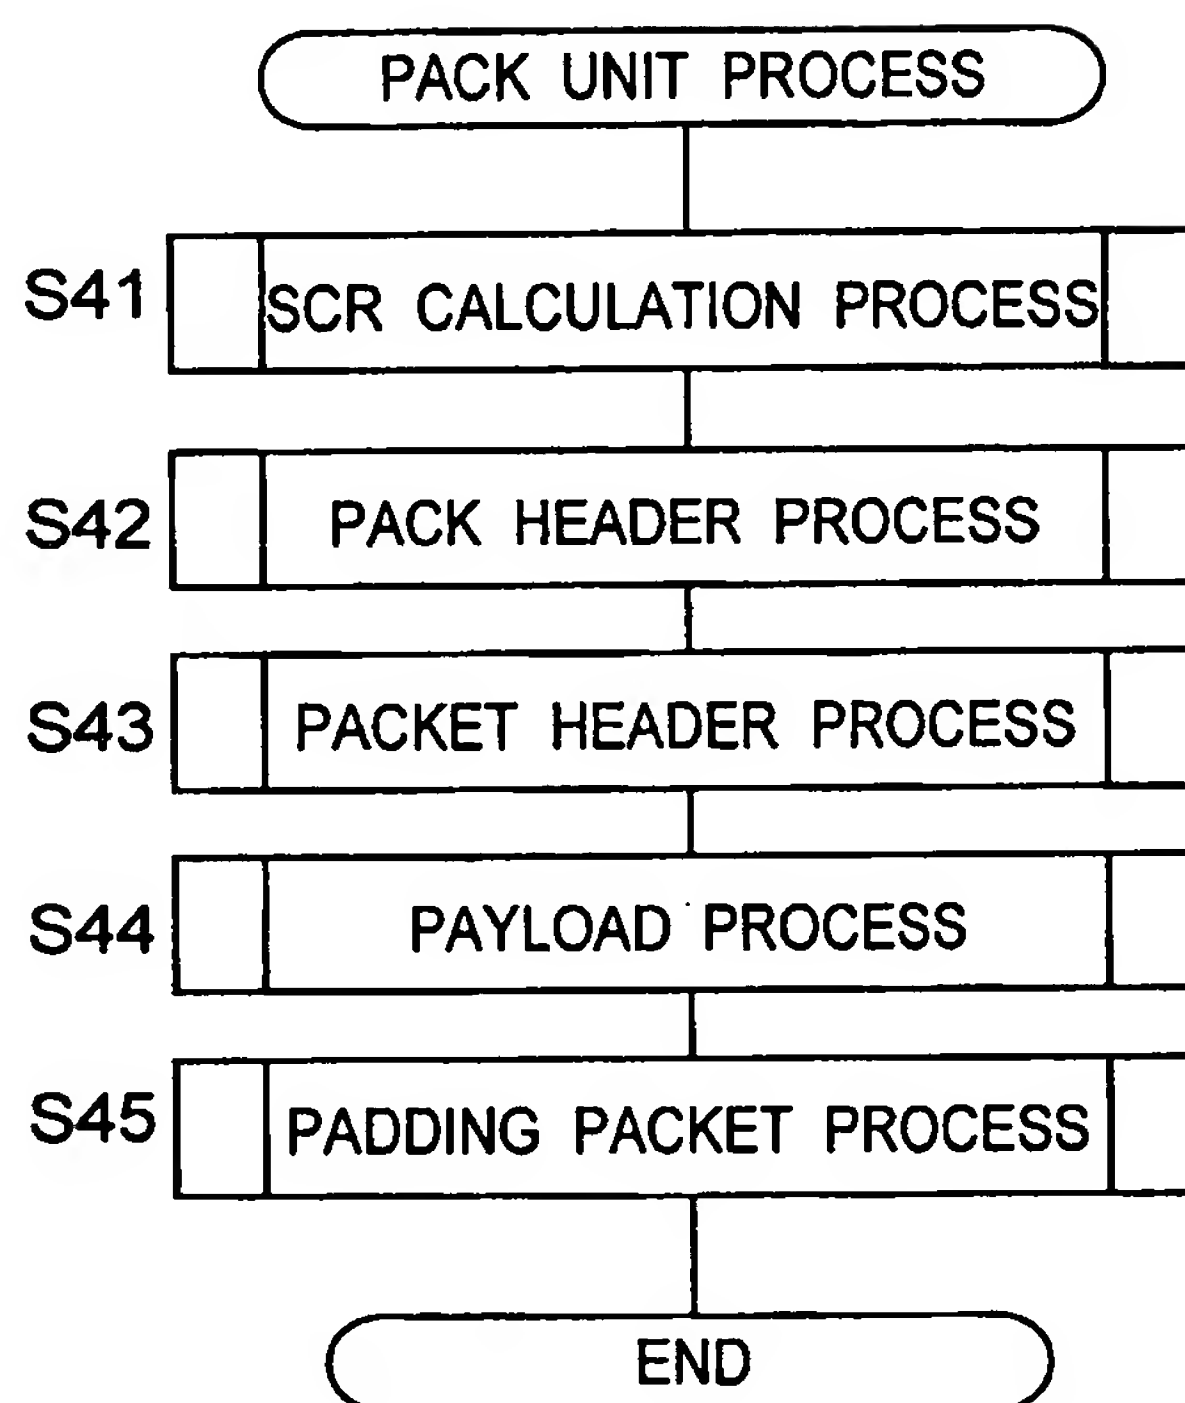 PACK UNIT PROCESS
S41 SCR CALCULATION PROCESS
S42 PACK HEADER PROCESS
S43 PACKET HEADER PROCESS
S44 PAYLOAD PROCESS
S45 PADDING PACKET PROCESS
END